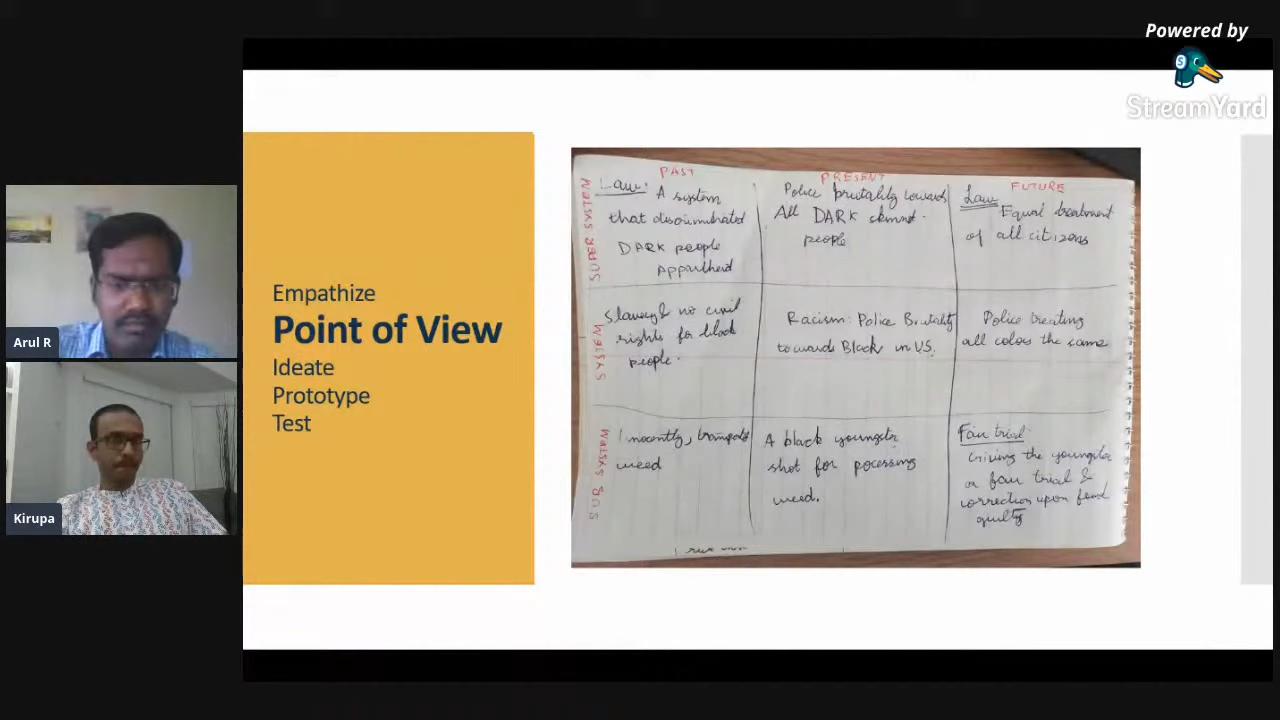 Powered by
StreamYard
Arul R
Kirupa
Empathize
Point of View
Ideate
Prototype
Test
PAST
PRESENT
FUTURE
SUPER SYSTEM
Law: A system
that discriminated
DARK people
Appartheid
Police brutality towards
All DARK skinned
people
Law
Equal treatment
of all citizens
SYSTEM
Slavery & no civil
rights for black
people.
Racism: Police Brutality
towards Black in US.
Police treating
all colors the same
SUB SYSTEM
weed
A black youngster
shot for pocessing
weed.
Fair trial
Giving the youngster
a fair trial &
correction upon found
guilty